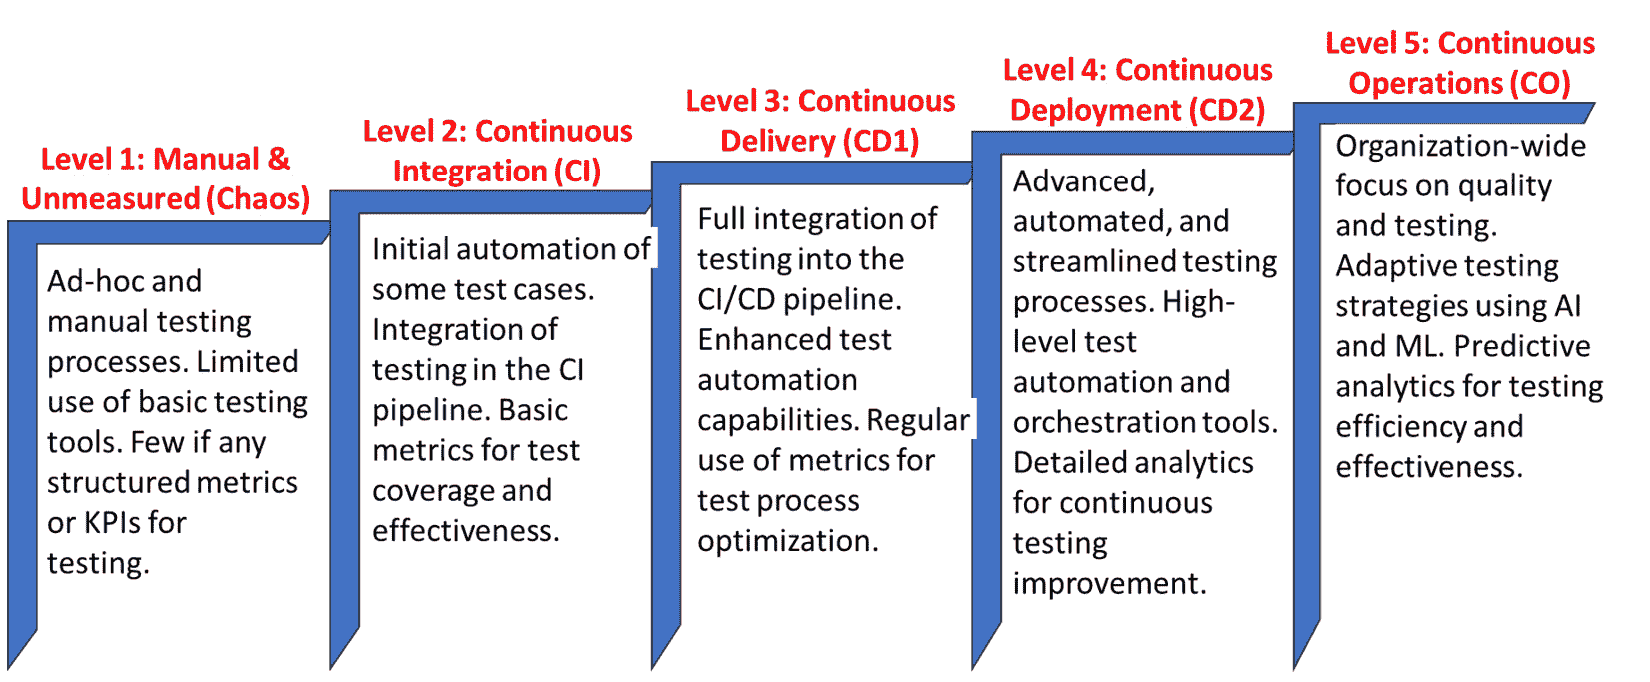 Level 1: Manual &
Unmeasured (Chaos)
Ad-hoc and
manual testing
processes. Limited
use of basic testing
tools. Few if any
structured metrics
or KPIs for
testing.
Level 2: Continuous
Integration (CI)
Initial automation of
some test cases.
Integration of
testing in the CI
pipeline. Basic
metrics for test
coverage and
effectiveness.
Level 3: Continuous
Delivery (CD1)
Full integration of
testing into the
CI/CD pipeline.
Enhanced test
automation
capabilities. Regular
use of metrics for
test process
optimization.
Level 4: Continuous
Deployment (CD2)
Advanced,
automated, and
streamlined testing
processes. High-
level test
automation and
orchestration tools.
Detailed analytics
for continuous
testing
improvement.
Level 5: Continuous
Operations (CO)
Organization-wide
focus on quality
and testing.
Adaptive testing
strategies using AI
and ML. Predictive
analytics for testing
efficiency and
effectiveness.